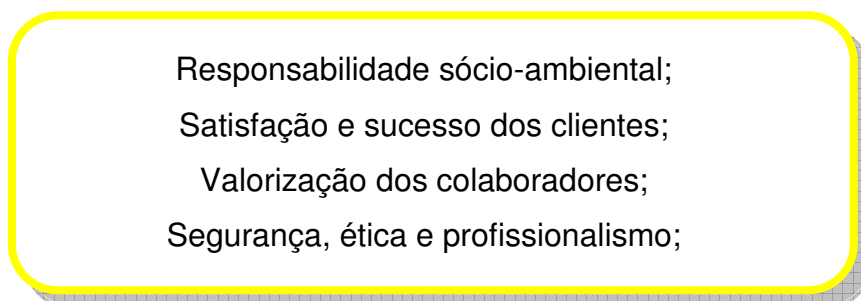 Responsabilidade sócio-ambiental;
Satisfação e sucesso dos clientes;
Valorização dos colaboradores;
Segurança, ética e profissionalismo;